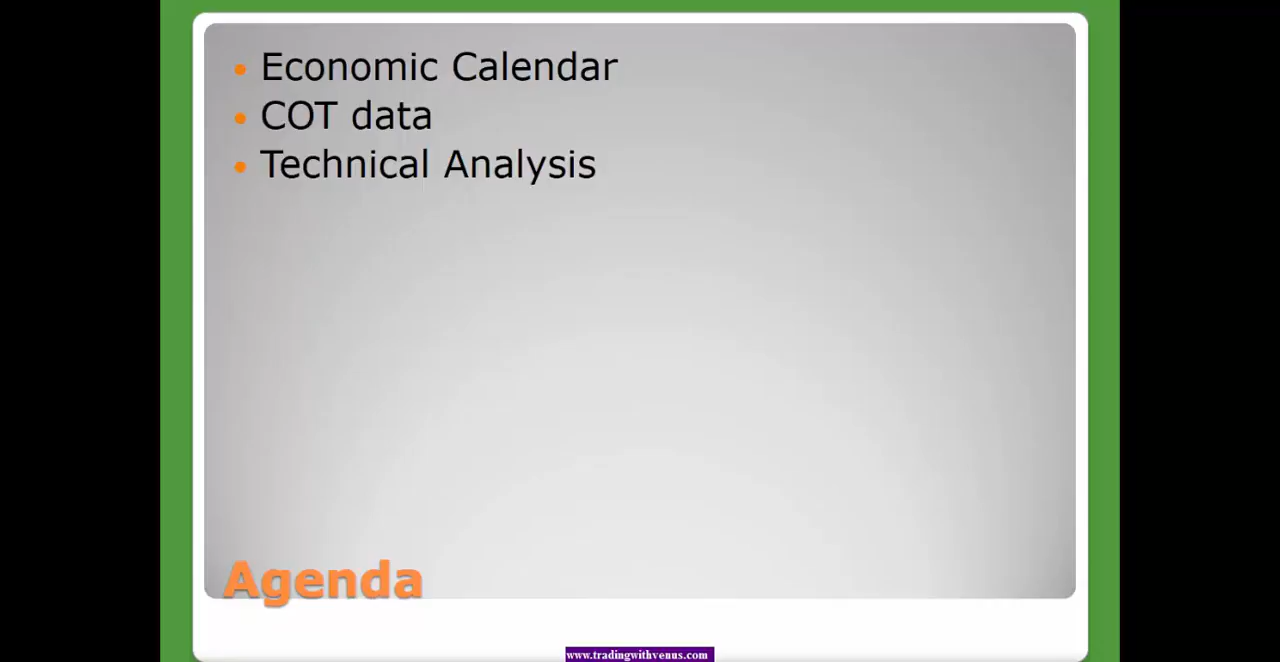 Economic Calendar
COT data
Technical Analysis
Agenda
www.tradingwithvenus.com